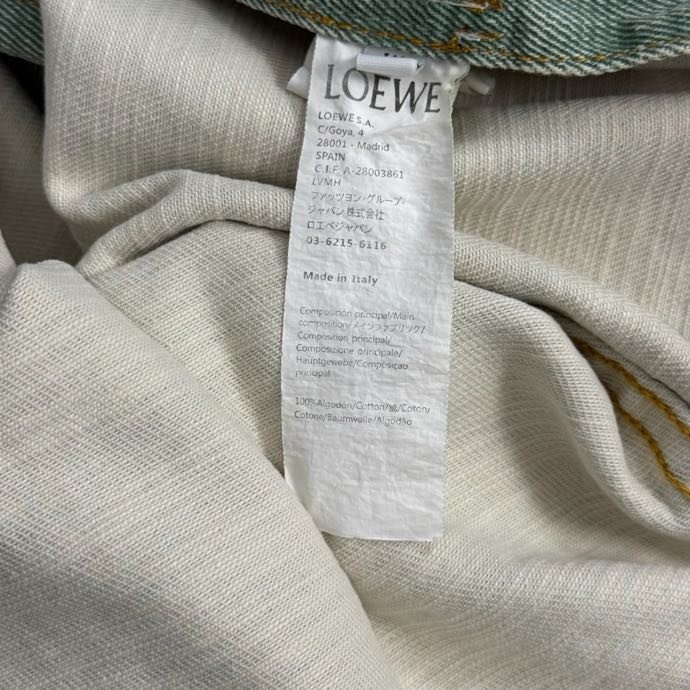 LOEWE
LOEWE S.A.
C/Goya, 4
28001 - Madrid
SPAIN
C.I.F. A-28003861
LVMH
ファッション・グループ・
ジャパン株式会社
ロエベジャパン
03-6215-6116
Made in Italy
Composición principal/Main
composition/メインファブリック/
Composition principal/
Composizione principale/
Hauptgewebe/Composição
principal
100%Algodón/Cotton/綿/Coton/
Cotone/Baumwolle/Algodão